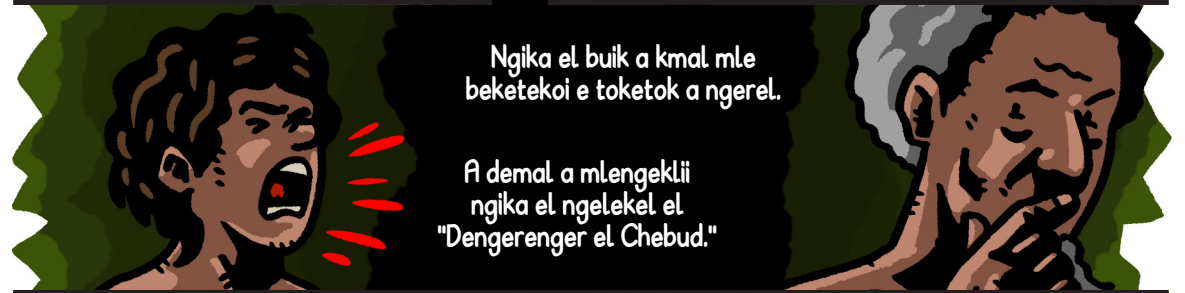 Ngika el buik a kmal mle
beketekoi e toketok a ngerel.
A demal a mlengeklii
ngika el ngelekel el
"Dengerenger el Chebud."